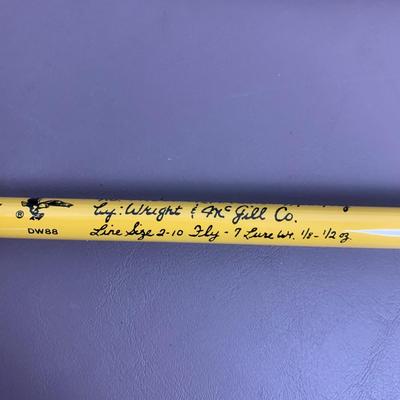 by: Wright & McGill Co.
® DW88 Line Size 2-10 Fly - 7 Lure Wt. 1/8 - 1/2 oz